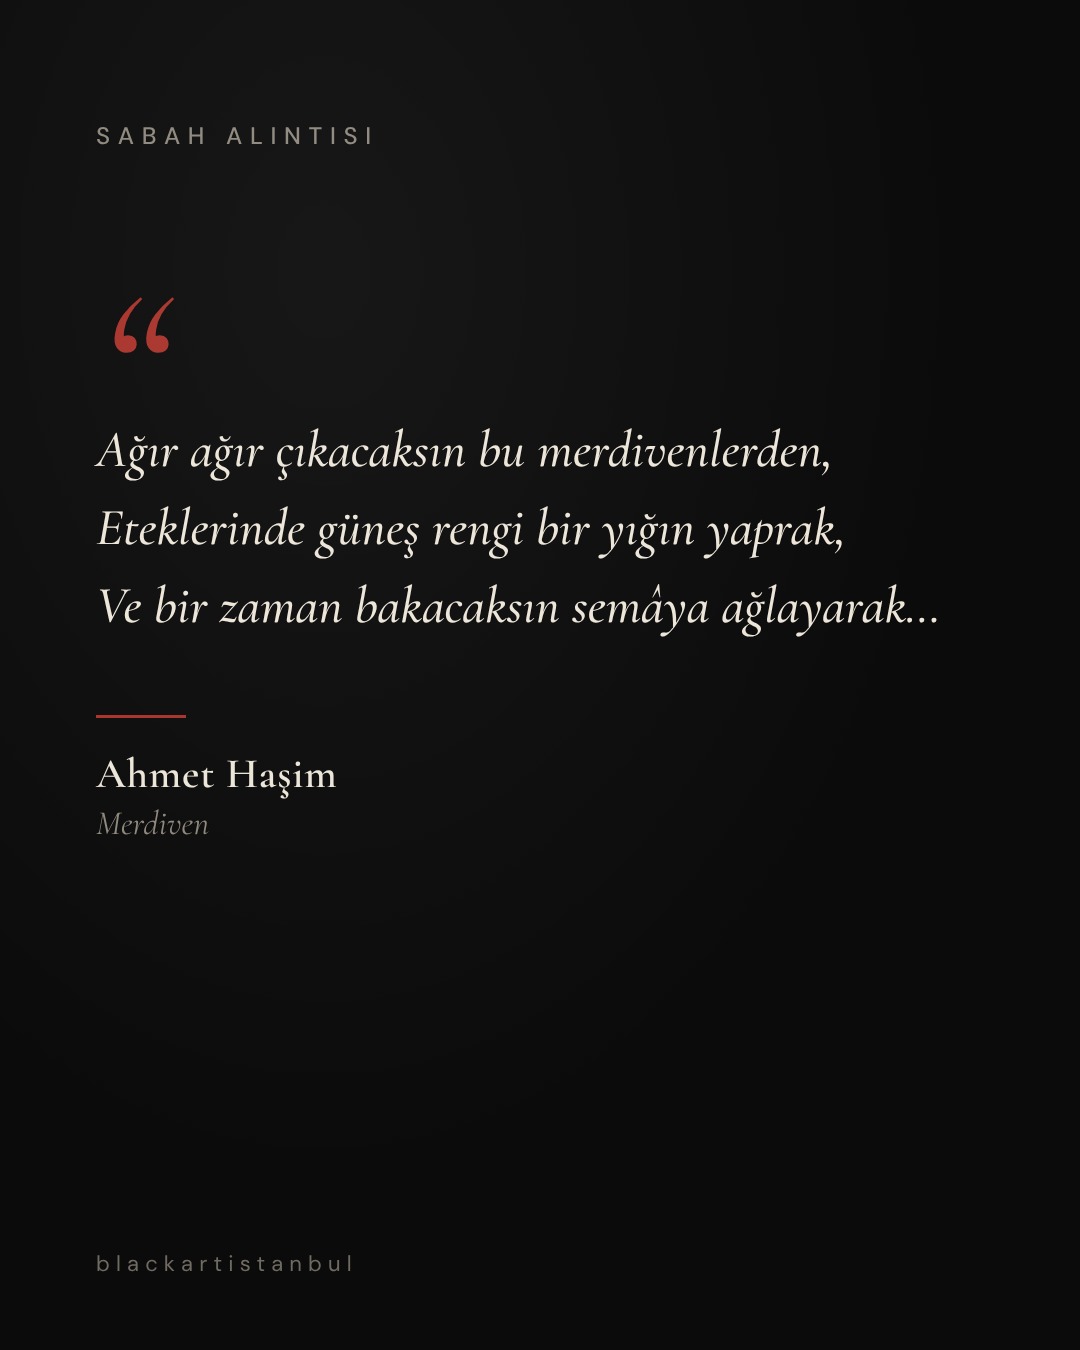 SABAH ALINTISI
“
Ağır ağır çıkacaksın bu merdivenlerden,
Eteklerinde güneş rengi bir yığın yaprak,
Ve bir zaman bakacaksın semâya ağlayarak...
Ahmet Haşim
Merdiven
blackartistanbul